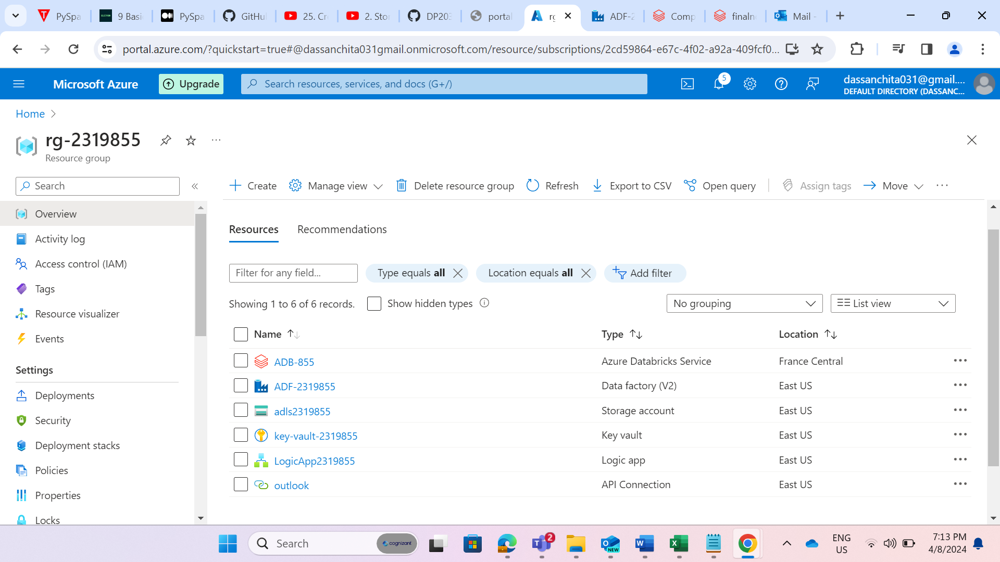 PySpa
9 Basi
PySpa
GitHu
25. Cr
2. Stor
DP203
portal
rg
ADF-2
Comp
finaln
Mail -
portal.azure.com/?quickstart=true#@dassanchita031gmail.onmicrosoft.com/resource/subscriptions/2cd59864-e67c-4f02-a92a-409fcf0...
Microsoft Azure
Upgrade
Search resources, services, and docs (G+/)
5
dassanchita031@gmail....
DEFAULT DIRECTORY (DASSANC...
Home
rg-2319855
Resource group
Search
Create
Manage view
Delete resource group
Refresh
Export to CSV
Open query
Assign tags
Move
Overview
Activity log
Access control (IAM)
Tags
Resource visualizer
Events
Settings
Deployments
Security
Deployment stacks
Policies
Properties
Locks
Resources
Recommendations
Filter for any field...
Type equals all
Location equals all
Add filter
Showing 1 to 6 of 6 records.
Show hidden types
No grouping
List view
Name
Type
Location
ADB-855
Azure Databricks Service
France Central
ADF-2319855
Data factory (V2)
East US
adls2319855
Storage account
East US
key-vault-2319855
Key vault
East US
LogicApp2319855
Logic app
East US
outlook
API Connection
East US
Search
cognizant
2
NEW
ENG
US
7:13 PM
4/8/2024